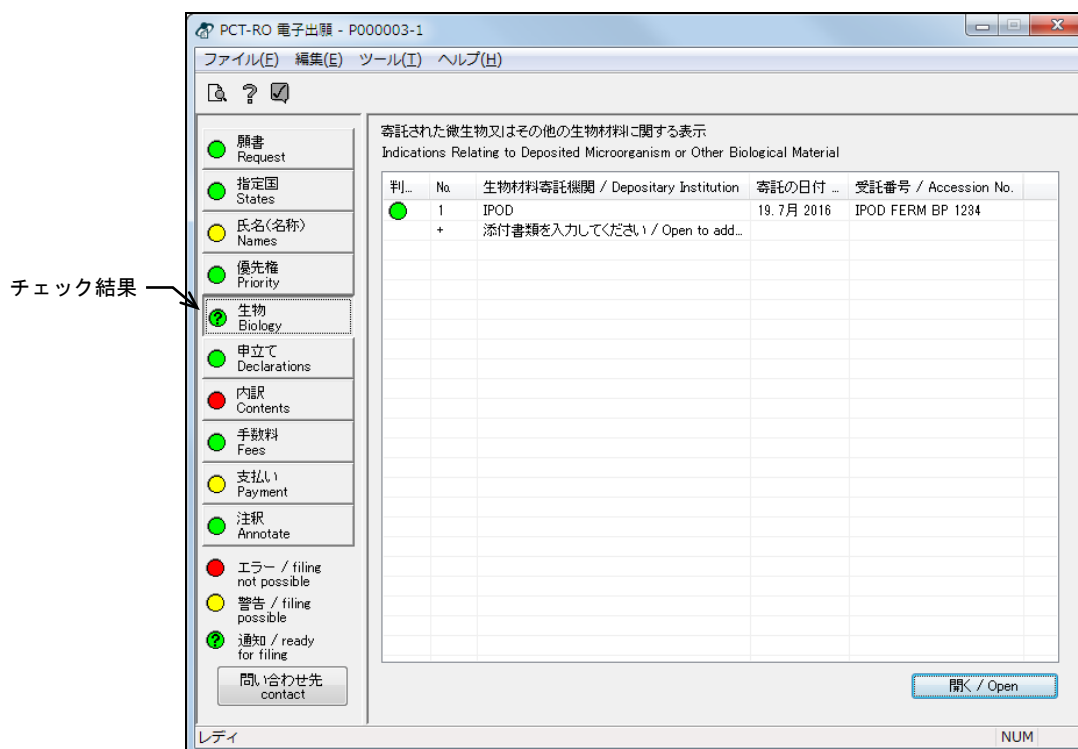 PCT-RO 電子出願 - P000003-1
ファイル(F) 編集(E) ツール(T) ヘルプ(H)
チェック結果
願書
Request
指定国
States
氏名(名称)
Names
優先権
Priority
生物
Biology
申立て
Declarations
内訳
Contents
手数料
Fees
支払い
Payment
注釈
Annotate
エラー / filing
not possible
警告 / filing
possible
通知 / ready
for filing
問い合わせ先
contact
寄託された微生物又はその他の生物材料に関する表示
Indications Relating to Deposited Microorganism or Other Biological Material
判... No. 生物材料寄託機関 / Depositary Institution 寄託の日付 ... 受託番号 / Accession No.
1 IPOD 19. 7月 2016 IPOD FERM BP 1234
+ 添付書類を入力してください / Open to add...
開く / Open
レディ NUM